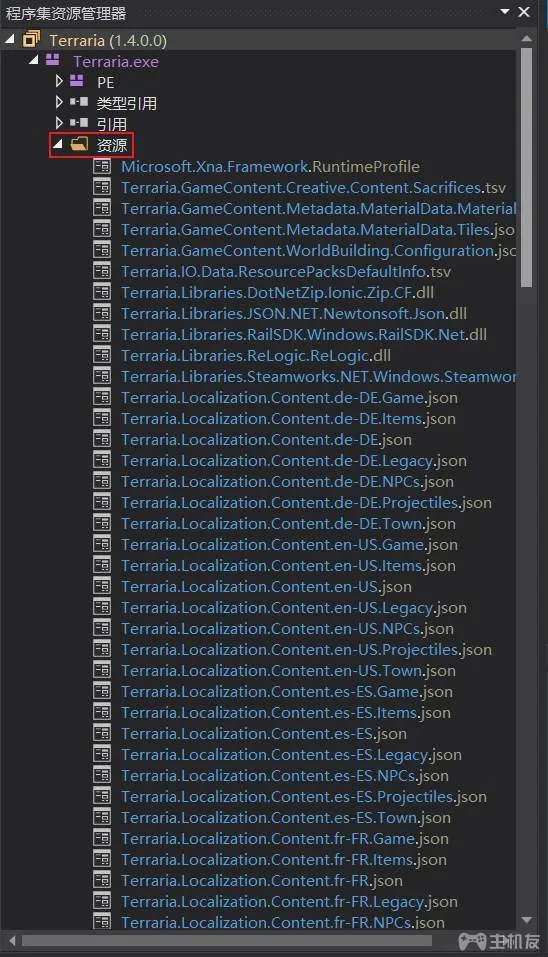 程序集资源管理器
Terraria (1.4.0.0)
Terraria.exe
PE
类型引用
引用
资源
Microsoft.Xna.Framework.RuntimeProfile
Terraria.GameContent.Creative.Content.Sacrifices.tsv
Terraria.GameContent.Metadata.MaterialData.Material
Terraria.GameContent.Metadata.MaterialData.Tiles.jso
Terraria.GameContent.WorldBuilding.Configuration.jsc
Terraria.IO.Data.ResourcePacksDefaultInfo.tsv
Terraria.Libraries.DotNetZip.Ionic.Zip.CF.dll
Terraria.Libraries.JSON.NET.Newtonsoft.Json.dll
Terraria.Libraries.RailSDK.Windows.RailSDK.Net.dll
Terraria.Libraries.ReLogic.ReLogic.dll
Terraria.Libraries.Steamworks.NET.Windows.Steamwor
Terraria.Localization.Content.de-DE.Game.json
Terraria.Localization.Content.de-DE.Items.json
Terraria.Localization.Content.de-DE.json
Terraria.Localization.Content.de-DE.Legacy.json
Terraria.Localization.Content.de-DE.NPCs.json
Terraria.Localization.Content.de-DE.Projectiles.json
Terraria.Localization.Content.de-DE.Town.json
Terraria.Localization.Content.en-US.Game.json
Terraria.Localization.Content.en-US.Items.json
Terraria.Localization.Content.en-US.json
Terraria.Localization.Content.en-US.Legacy.json
Terraria.Localization.Content.en-US.NPCs.json
Terraria.Localization.Content.en-US.Projectiles.json
Terraria.Localization.Content.en-US.Town.json
Terraria.Localization.Content.es-ES.Game.json
Terraria.Localization.Content.es-ES.Items.json
Terraria.Localization.Content.es-ES.json
Terraria.Localization.Content.es-ES.Legacy.json
Terraria.Localization.Content.es-ES.NPCs.json
Terraria.Localization.Content.es-ES.Projectiles.json
Terraria.Localization.Content.es-ES.Town.json
Terraria.Localization.Content.fr-FR.Game.json
Terraria.Localization.Content.fr-FR.Items.json
Terraria.Localization.Content.fr-FR.json
Terraria.Localization.Content.fr-FR.Legacy.json
Terraria.Localization.Content.fr-FR.NPCs.json
主机友